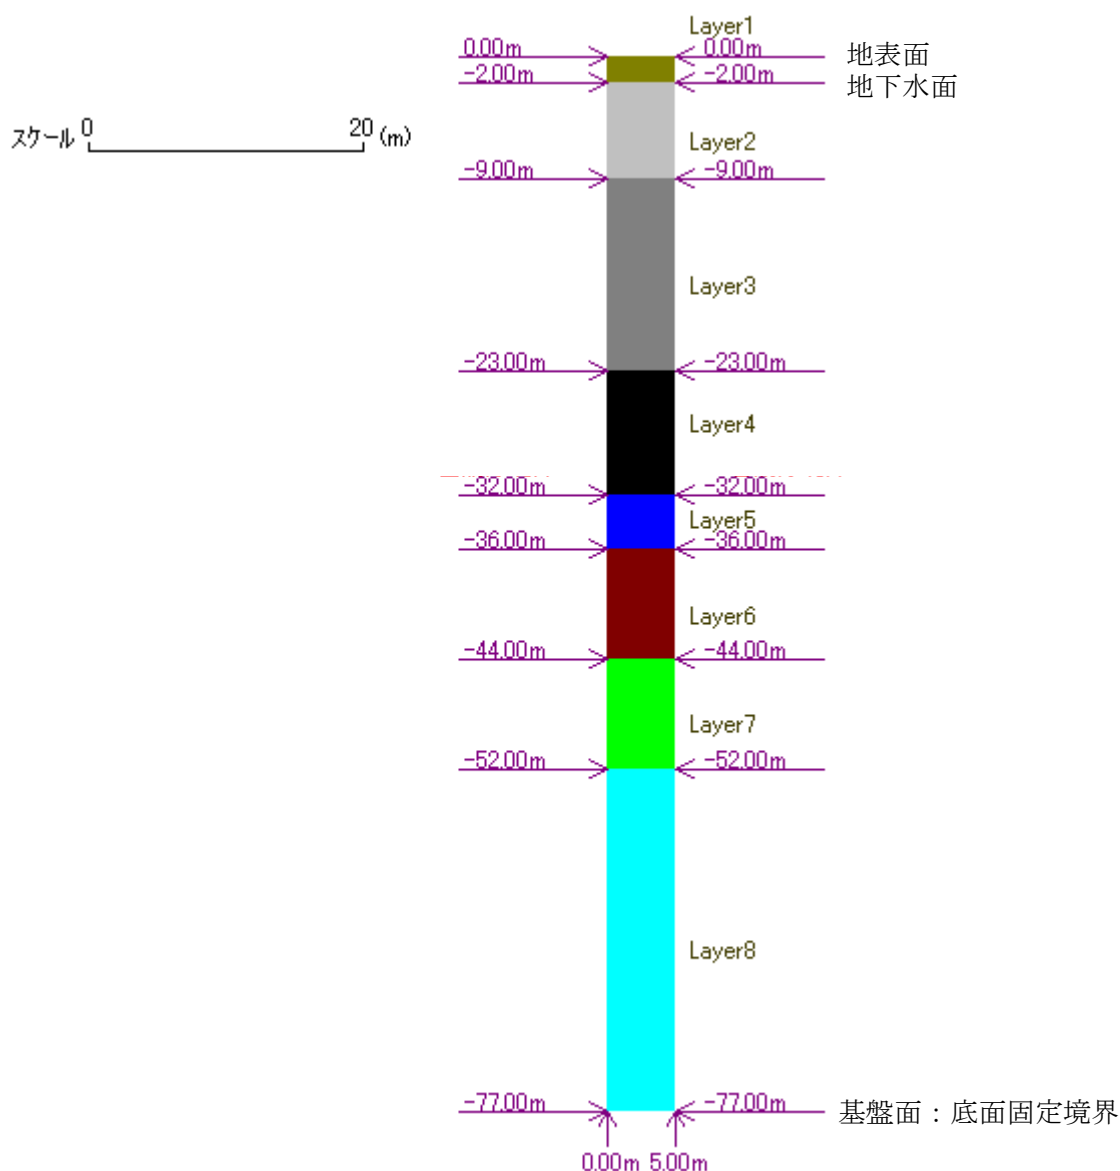 Layer1
0.00m 0.00m 地表面
-2.00m -2.00m 地下水面
スケール 0 20 (m)
Layer2
-9.00m -9.00m
Layer3
-23.00m -23.00m
Layer4
-32.00m -32.00m
Layer5
-36.00m -36.00m
Layer6
-44.00m -44.00m
Layer7
-52.00m -52.00m
Layer8
-77.00m -77.00m 基盤面：底面固定境界
0.00m 5.00m